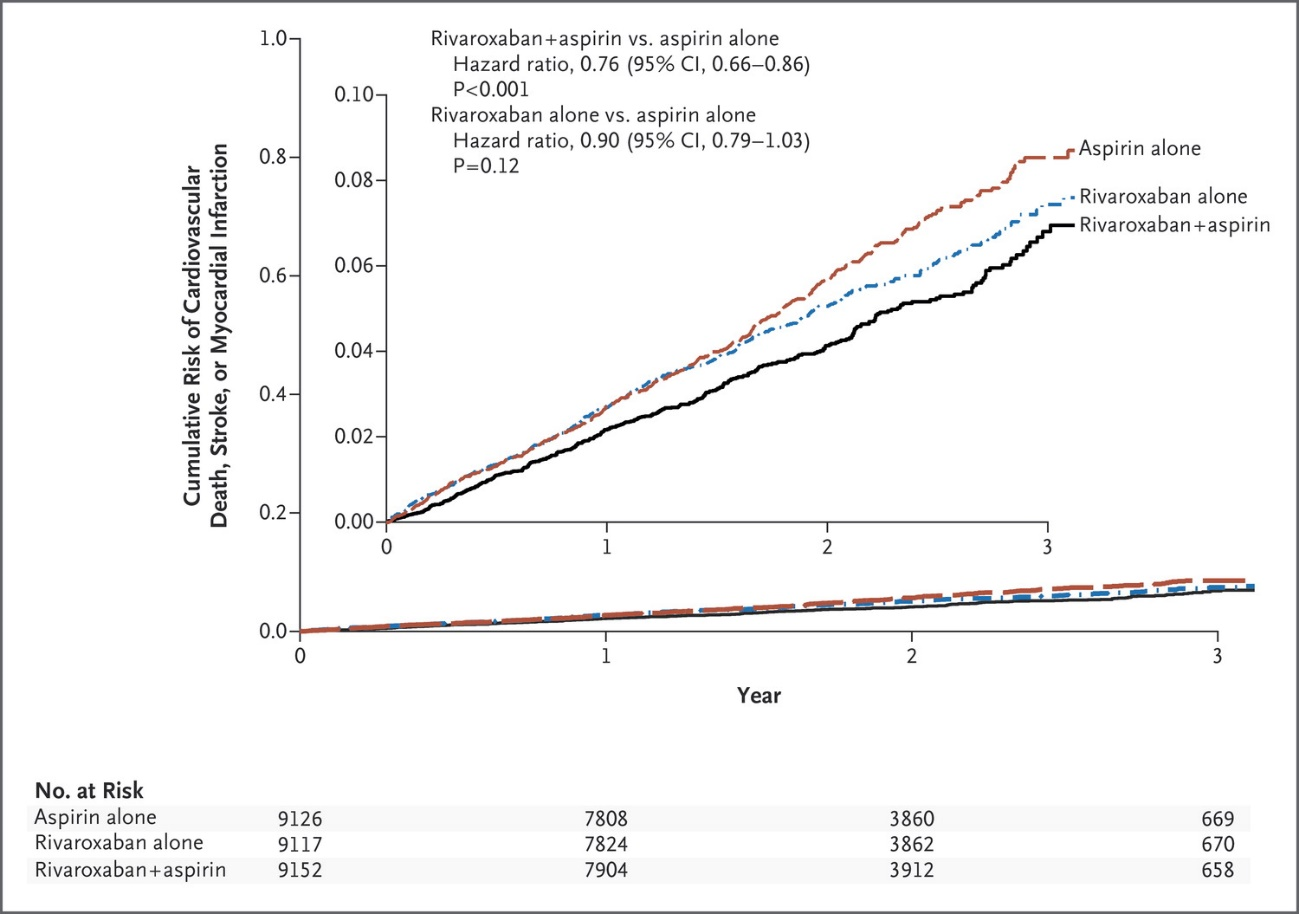 Cumulative Risk of Cardiovascular
Death, Stroke, or Myocardial Infarction
1.0
0.8
0.6
0.4
0.2
0.0
0.10
0.08
0.06
0.04
0.02
0.00
Rivaroxaban+aspirin vs. aspirin alone
Hazard ratio, 0.76 (95% CI, 0.66–0.86)
P<0.001
Rivaroxaban alone vs. aspirin alone
Hazard ratio, 0.90 (95% CI, 0.79–1.03)
P=0.12
Aspirin alone
Rivaroxaban alone
Rivaroxaban+aspirin
0 1 2 3
0 1 2 3
Year
No. at Risk
Aspirin alone 9126 7808 3860 669
Rivaroxaban alone 9117 7824 3862 670
Rivaroxaban+aspirin 9152 7904 3912 658